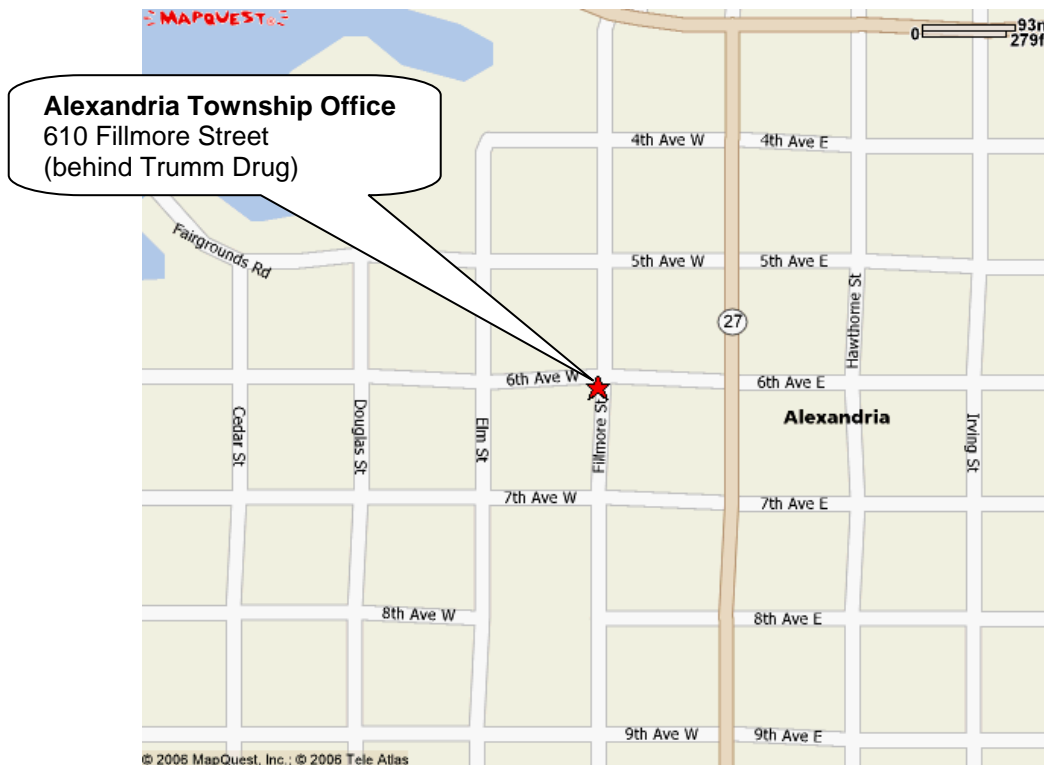 MAPQUEST
0 93m
279ft
Alexandria Township Office
610 Fillmore Street
(behind Trumm Drug)
4th Ave W
4th Ave E
Fairgrounds Rd
5th Ave W
5th Ave E
Hawthorne St
27
6th Ave W
6th Ave E
Alexandria
Cedar St
Douglas St
Elm St
Fillmore St
Irving St
7th Ave W
7th Ave E
8th Ave W
8th Ave E
9th Ave W
9th Ave E
© 2006 MapQuest, Inc.; © 2006 Tele Atlas